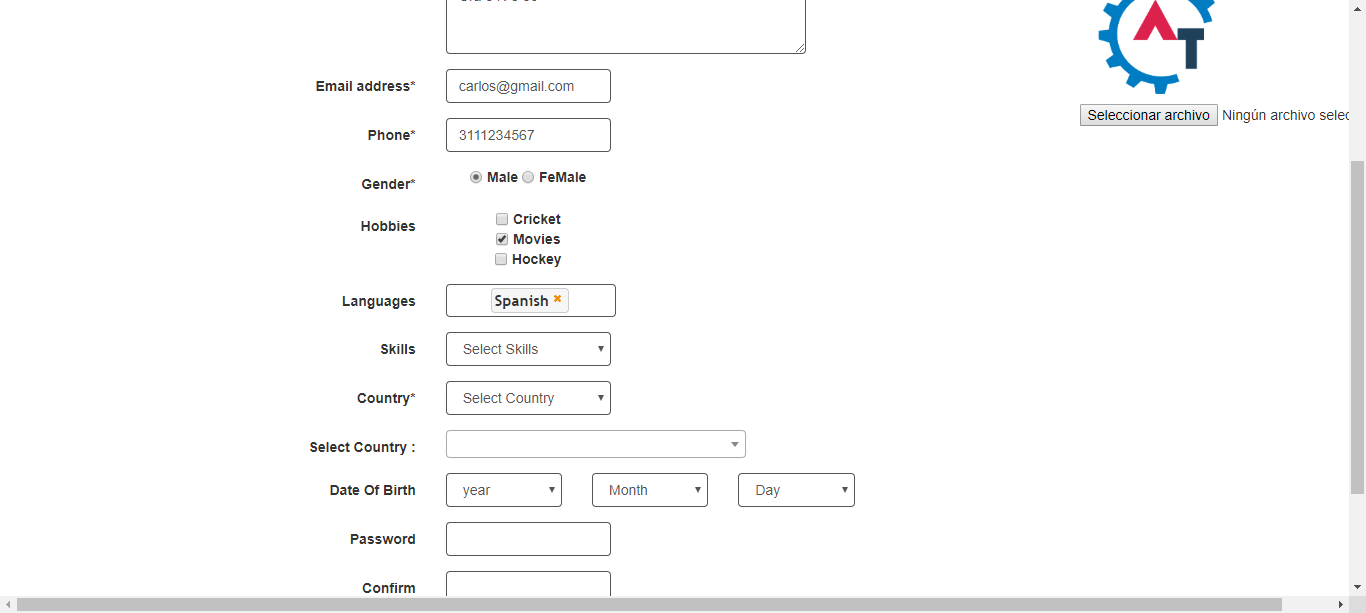 Email address*
carlos@gmail.com
Seleccionar archivo Ningún archivo selec
Phone*
3111234567
Gender*
Male FeMale
Hobbies
Cricket
Movies
Hockey
Languages
Spanish
Skills
Select Skills
Country*
Select Country
Select Country :
Date Of Birth
year Month Day
Password
Confirm